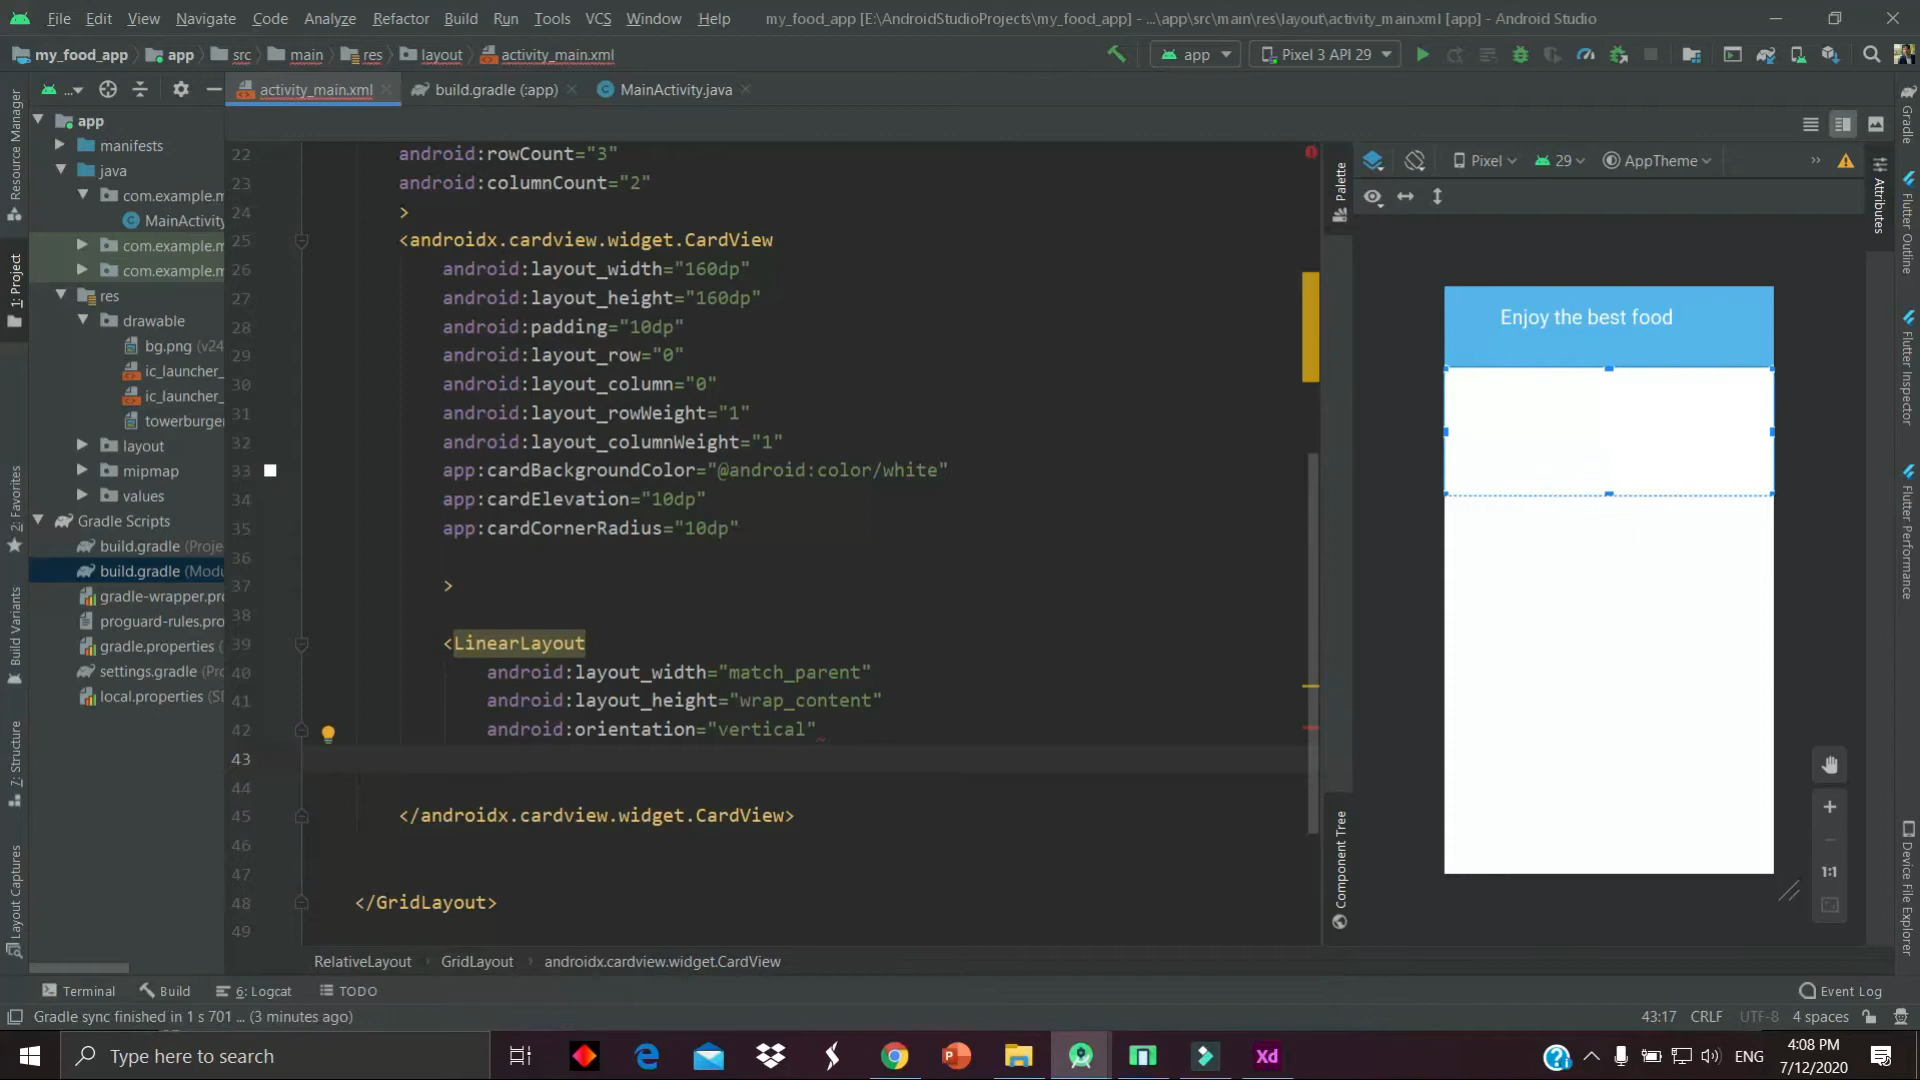 File Edit View Navigate Code Analyze Refactor Build Run Tools VCS Window Help my_food_app [E:\AndroidStudioProjects\my_food_app] - ...\app\src\main\res\layout\activity_main.xml [app] - Android Studio
my_food_app app src main res layout activity_main.xml app Pixel 3 API 29
... activity_main.xml build.gradle (:app) MainActivity.java
app
manifests
java
com.example.m
MainActivity
com.example.m
com.example.m
res
drawable
bg.png (v24
ic_launcher_
ic_launcher_
towerburger
layout
mipmap
values
Gradle Scripts
build.gradle (Proje
build.gradle (Modu
gradle-wrapper.pro
proguard-rules.pro
gradle.properties (
settings.gradle (Pro
local.properties (SD
Resource Manager
1: Project
2: Favorites
Build Variants
7: Structure
Layout Captures
22 android:rowCount="3"
23 android:columnCount="2"
24 >
25 <androidx.cardview.widget.CardView
26 android:layout_width="160dp"
27 android:layout_height="160dp"
28 android:padding="10dp"
29 android:layout_row="0"
30 android:layout_column="0"
31 android:layout_rowWeight="1"
32 android:layout_columnWeight="1"
33 app:cardBackgroundColor="@android:color/white"
34 app:cardElevation="10dp"
35 app:cardCornerRadius="10dp"
36
37 >
38
39 <LinearLayout
40 android:layout_width="match_parent"
41 android:layout_height="wrap_content"
42 android:orientation="vertical"
43
44
45 </androidx.cardview.widget.CardView>
46
47
48 </GridLayout>
49
RelativeLayout › GridLayout › androidx.cardview.widget.CardView
Palette
Component Tree
Pixel 29 AppTheme »
Enjoy the best food
1:1
Attributes
Gradle
Flutter Outline
Flutter Inspector
Flutter Performance
Device File Explorer
Terminal Build 6: Logcat TODO Event Log
Gradle sync finished in 1 s 701 ... (3 minutes ago) 43:17 CRLF UTF-8 4 spaces
Type here to search Xd ENG
4:08 PM
7/12/2020